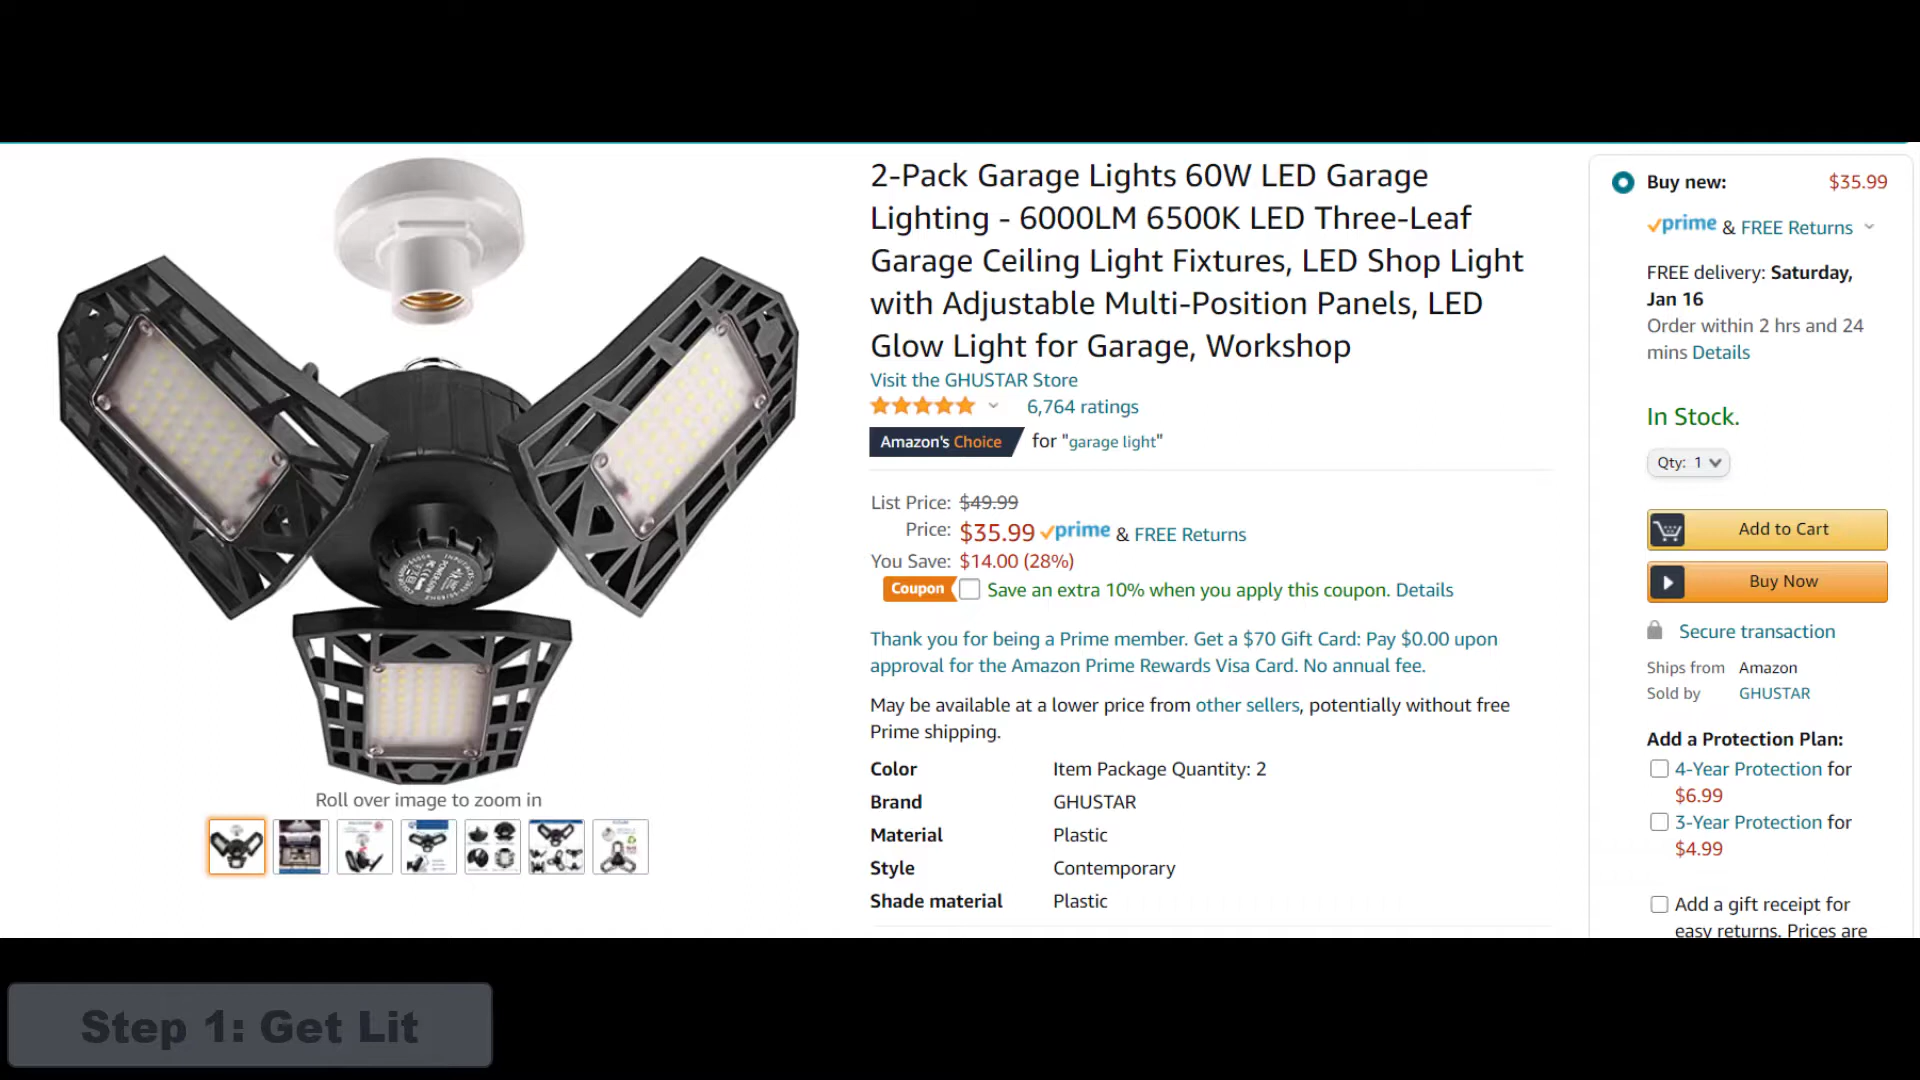 2-Pack Garage Lights 60W LED Garage
Lighting - 6000LM 6500K LED Three-Leaf
Garage Ceiling Light Fixtures, LED Shop Light
with Adjustable Multi-Position Panels, LED
Glow Light for Garage, Workshop
Visit the GHUSTAR Store
6,764 ratings
Amazon's Choice for "garage light"
List Price: $49.99
Price: $35.99 prime & FREE Returns
You Save: $14.00 (28%)
Coupon Save an extra 10% when you apply this coupon. Details
Thank you for being a Prime member. Get a $70 Gift Card: Pay $0.00 upon
approval for the Amazon Prime Rewards Visa Card. No annual fee.
May be available at a lower price from other sellers, potentially without free
Prime shipping.
Color Item Package Quantity: 2
Brand GHUSTAR
Material Plastic
Style Contemporary
Shade material Plastic
Roll over image to zoom in
Buy new: $35.99
prime & FREE Returns
FREE delivery: Saturday,
Jan 16
Order within 2 hrs and 24
mins Details
In Stock.
Qty: 1
Add to Cart
Buy Now
Secure transaction
Ships from Amazon
Sold by GHUSTAR
Add a Protection Plan:
4-Year Protection for
$6.99
3-Year Protection for
$4.99
Add a gift receipt for
easy returns. Prices are
Step 1: Get Lit